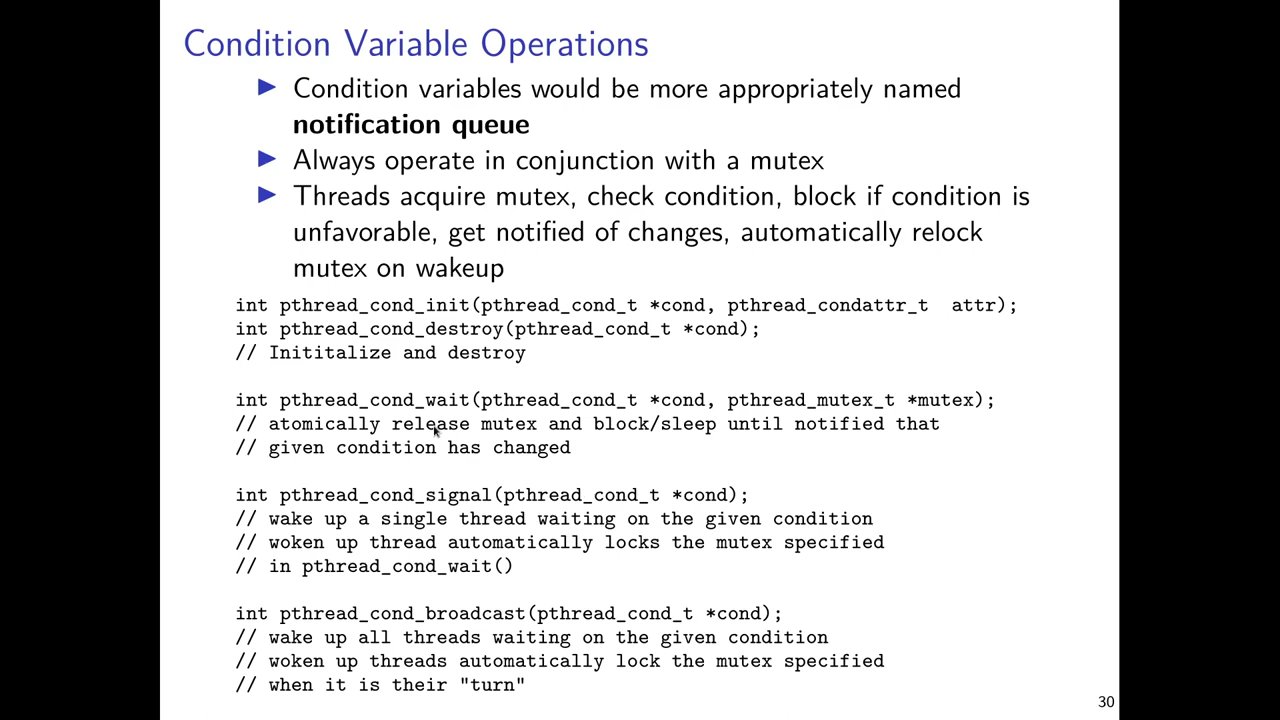 Condition Variable Operations
▶ Condition variables would be more appropriately named
notification queue
▶ Always operate in conjunction with a mutex
▶ Threads acquire mutex, check condition, block if condition is
unfavorable, get notified of changes, automatically relock
mutex on wakeup
int pthread_cond_init(pthread_cond_t *cond, pthread_condattr_t  attr);
int pthread_cond_destroy(pthread_cond_t *cond);
// Inititalize and destroy
int pthread_cond_wait(pthread_cond_t *cond, pthread_mutex_t *mutex);
// atomically release mutex and block/sleep until notified that
// given condition has changed
int pthread_cond_signal(pthread_cond_t *cond);
// wake up a single thread waiting on the given condition
// woken up thread automatically locks the mutex specified
// in pthread_cond_wait()
int pthread_cond_broadcast(pthread_cond_t *cond);
// wake up all threads waiting on the given condition
// woken up threads automatically lock the mutex specified
// when it is their "turn"
30